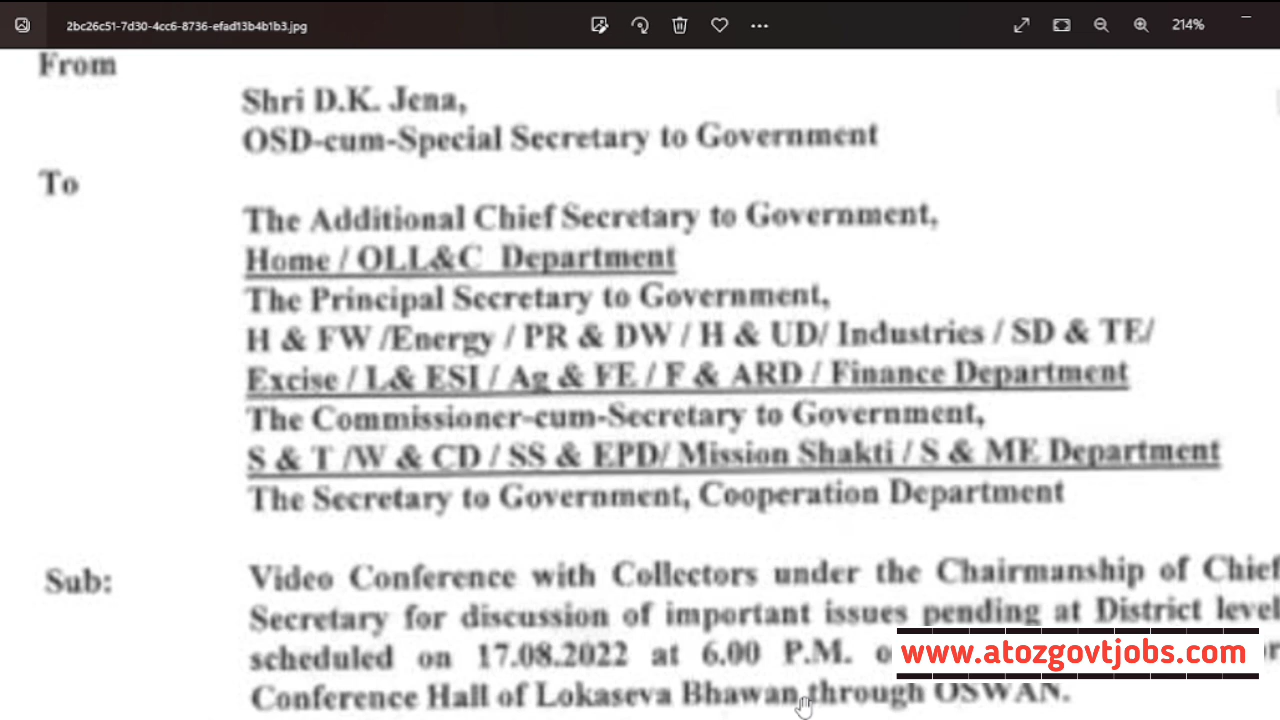 2bc26c51-7d30-4cc6-8736-efad13b4b1b3.jpg
214%
From
Shri D.K. Jena,
OSD-cum-Special Secretary to Government
To
The Additional Chief Secretary to Government,
Home / OLL&C Department
The Principal Secretary to Government,
H & FW /Energy / PR & DW / H & UD/ Industries / SD & TE/
Excise / L& ESI / Ag & FE / F & ARD / Finance Department
The Commissioner-cum-Secretary to Government,
S & T /W & CD / SS & EPD/ Mission Shakti / S & ME Department
The Secretary to Government, Cooperation Department
Sub: Video Conference with Collectors under the Chairmanship of Chief
Secretary for discussion of important issues pending at District level
scheduled on 17.08.2022 at 6.00 P.M.
www.atozgovtjobs.com
Conference Hall of Lokaseva Bhawan through OSWAN.